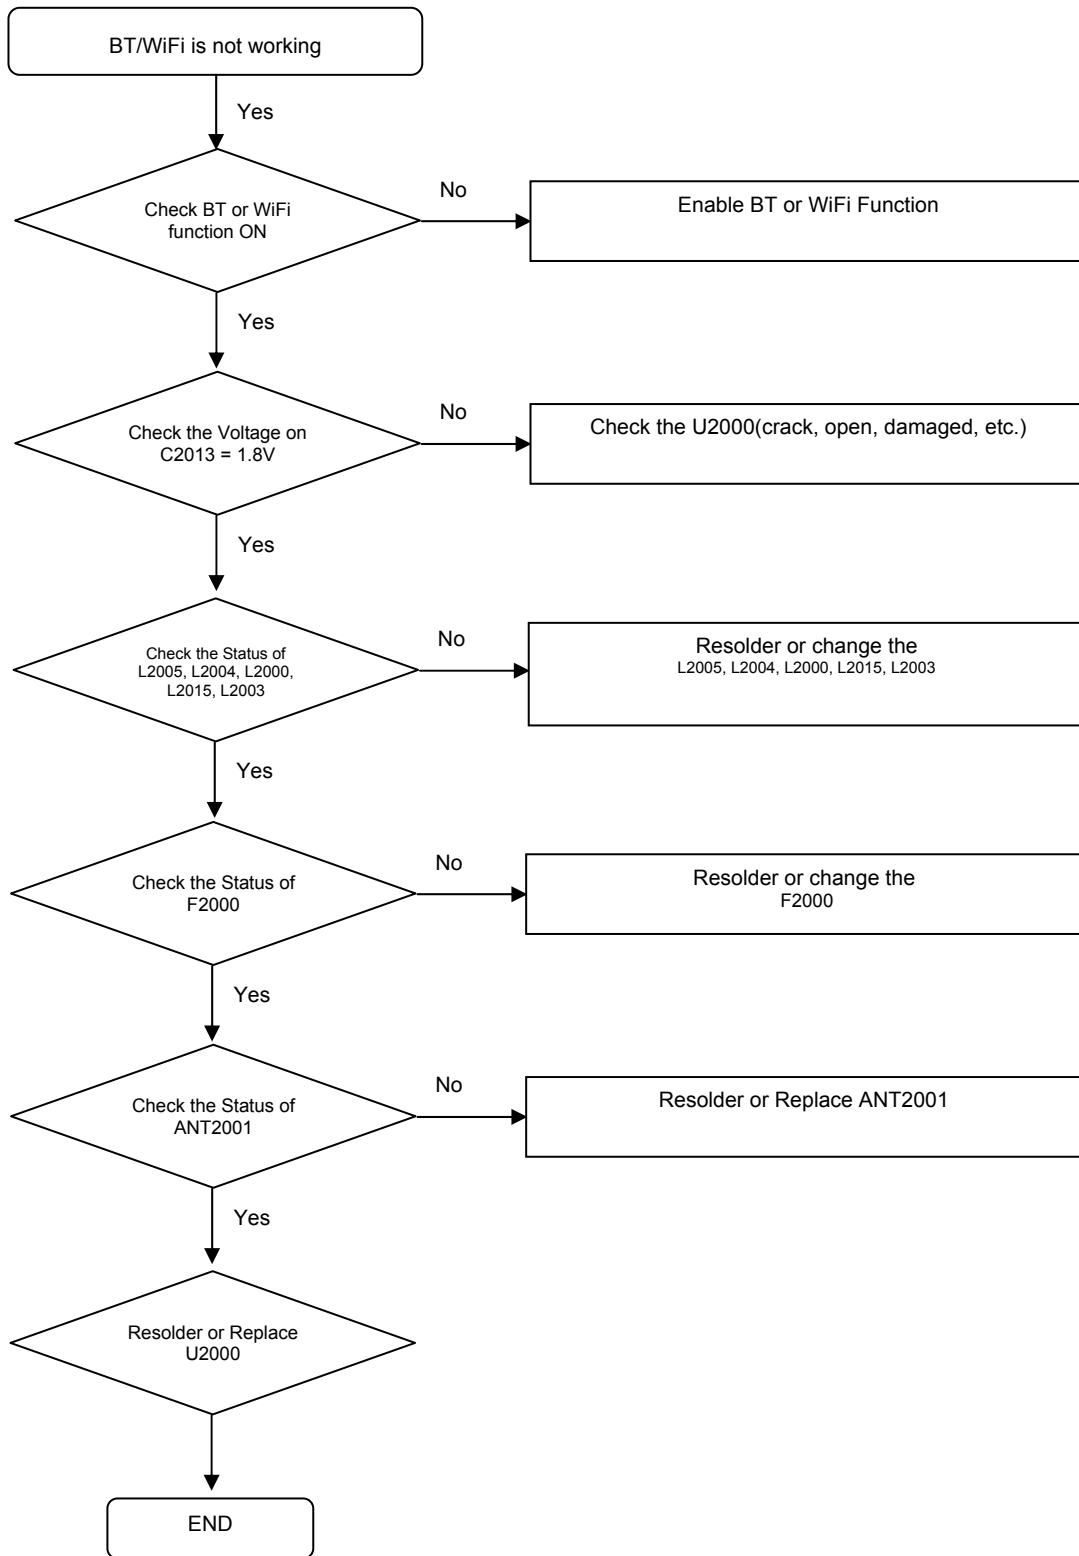 BT/WiFi is not working
Yes
Check BT or WiFi
function ON
No
Enable BT or WiFi Function
Yes
Check the Voltage on
C2013 = 1.8V
No
Check the U2000(crack, open, damaged, etc.)
Yes
Check the Status of
L2005, L2004, L2000,
L2015, L2003
No
Resolder or change the
L2005, L2004, L2000, L2015, L2003
Yes
Check the Status of
F2000
No
Resolder or change the
F2000
Yes
Check the Status of
ANT2001
No
Resolder or Replace ANT2001
Yes
Resolder or Replace
U2000
END